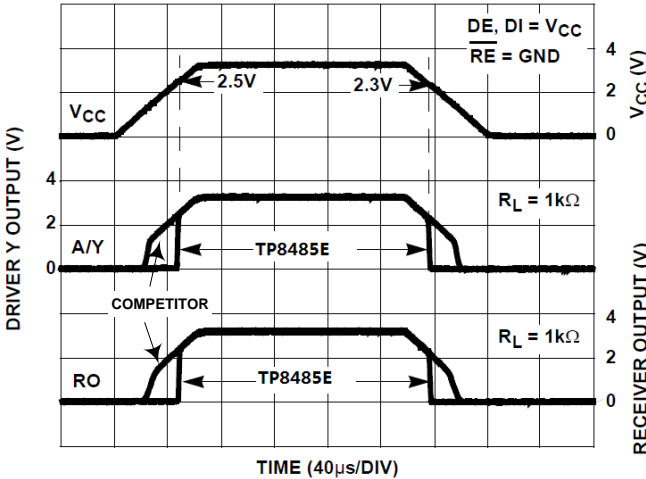 DE, DI = VCC
RE = GND
2.5V
2.3V
VCC
4
2
0
VCC (V)
DRIVER Y OUTPUT (V)
4
2
0
A/Y
RL = 1kΩ
TP8485E
COMPETITOR
RO
RL = 1kΩ
TP8485E
4
2
0
RECEIVER OUTPUT (V)
TIME (40µs/DIV)